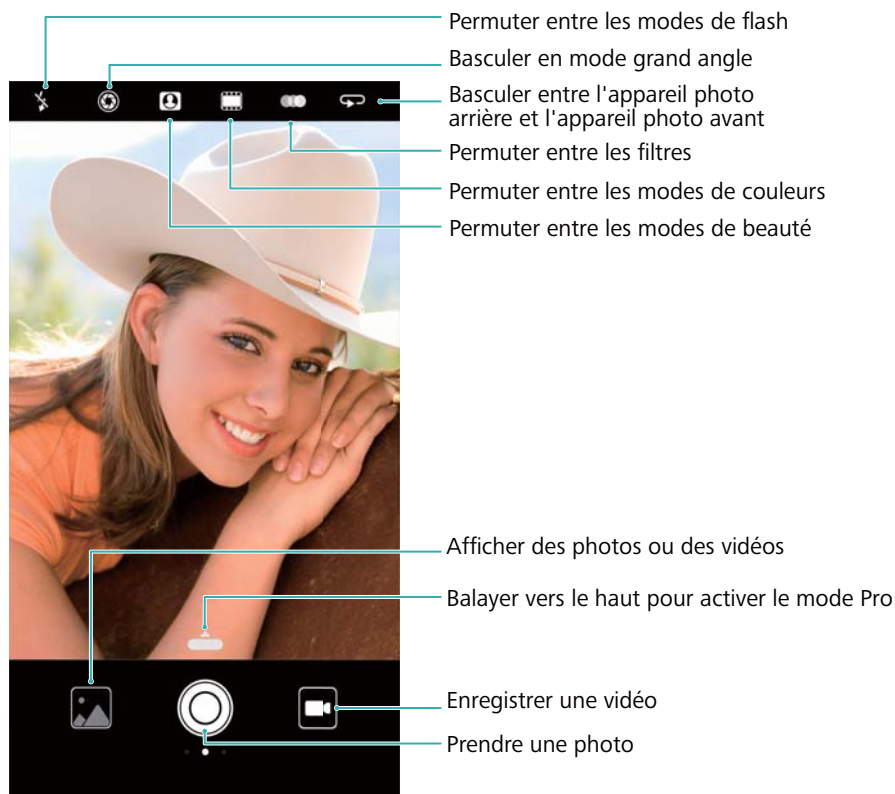 Permuter entre les modes de flash
Basculer en mode grand angle
Basculer entre l'appareil photo
arrière et l'appareil photo avant
Permuter entre les filtres
Permuter entre les modes de couleurs
Permuter entre les modes de beauté
Afficher des photos ou des vidéos
Balayer vers le haut pour activer le mode Pro
Enregistrer une vidéo
Prendre une photo